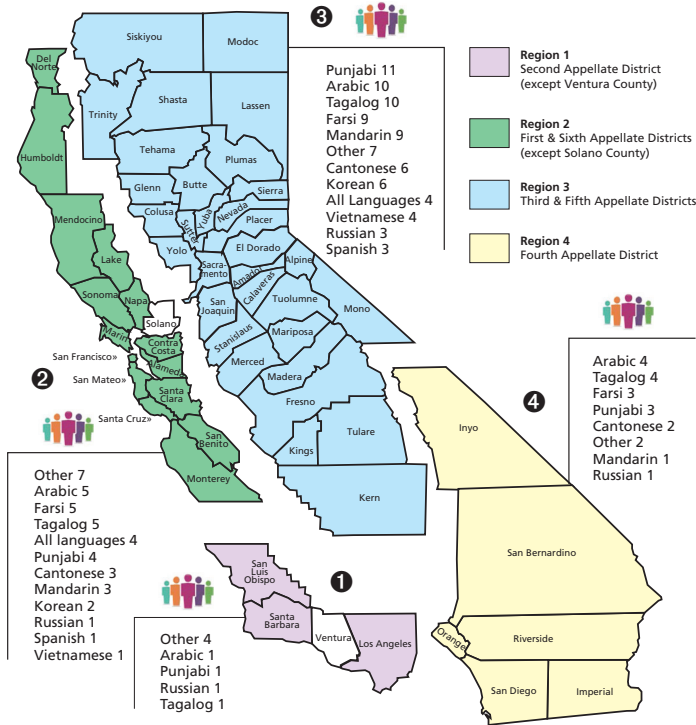 ❸
Siskiyou
Modoc
Del
Norte
Trinity
Shasta
Lassen
Humboldt
Tehama
Plumas
Glenn
Butte
Sierra
Mendocino
Colusa
Sutter
Yuba
Nevada
Placer
Lake
Yolo
El Dorado
Sacra-
mento
Amador
Alpine
Sonoma
Napa
Calaveras
Solano
San
Joaquin
Tuolumne
Mono
Marin
Contra
Costa
Stanislaus
Mariposa
San Francisco»
Alameda
Merced
San Mateo»
Madera
Santa
Clara
Fresno
Santa Cruz»
San
Benito
Tulare
Kings
Monterey
Kern
Inyo
San Bernardino
San
Luis
Obispo
Santa
Barbara
Ventura
Los Angeles
Orange
Riverside
San Diego
Imperial
Punjabi 11
Arabic 10
Tagalog 10
Farsi 9
Mandarin 9
Other 7
Cantonese 6
Korean 6
All Languages 4
Vietnamese 4
Russian 3
Spanish 3
Region 1
Second Appellate District
(except Ventura County)
Region 2
First & Sixth Appellate Districts
(except Solano County)
Region 3
Third & Fifth Appellate Districts
Region 4
Fourth Appellate District
❷
Other 7
Arabic 5
Farsi 5
Tagalog 5
All languages 4
Punjabi 4
Cantonese 3
Mandarin 3
Korean 2
Russian 1
Spanish 1
Vietnamese 1
❶
Other 4
Arabic 1
Punjabi 1
Russian 1
Tagalog 1
❹
Arabic 4
Tagalog 4
Farsi 3
Punjabi 3
Cantonese 2
Other 2
Mandarin 1
Russian 1